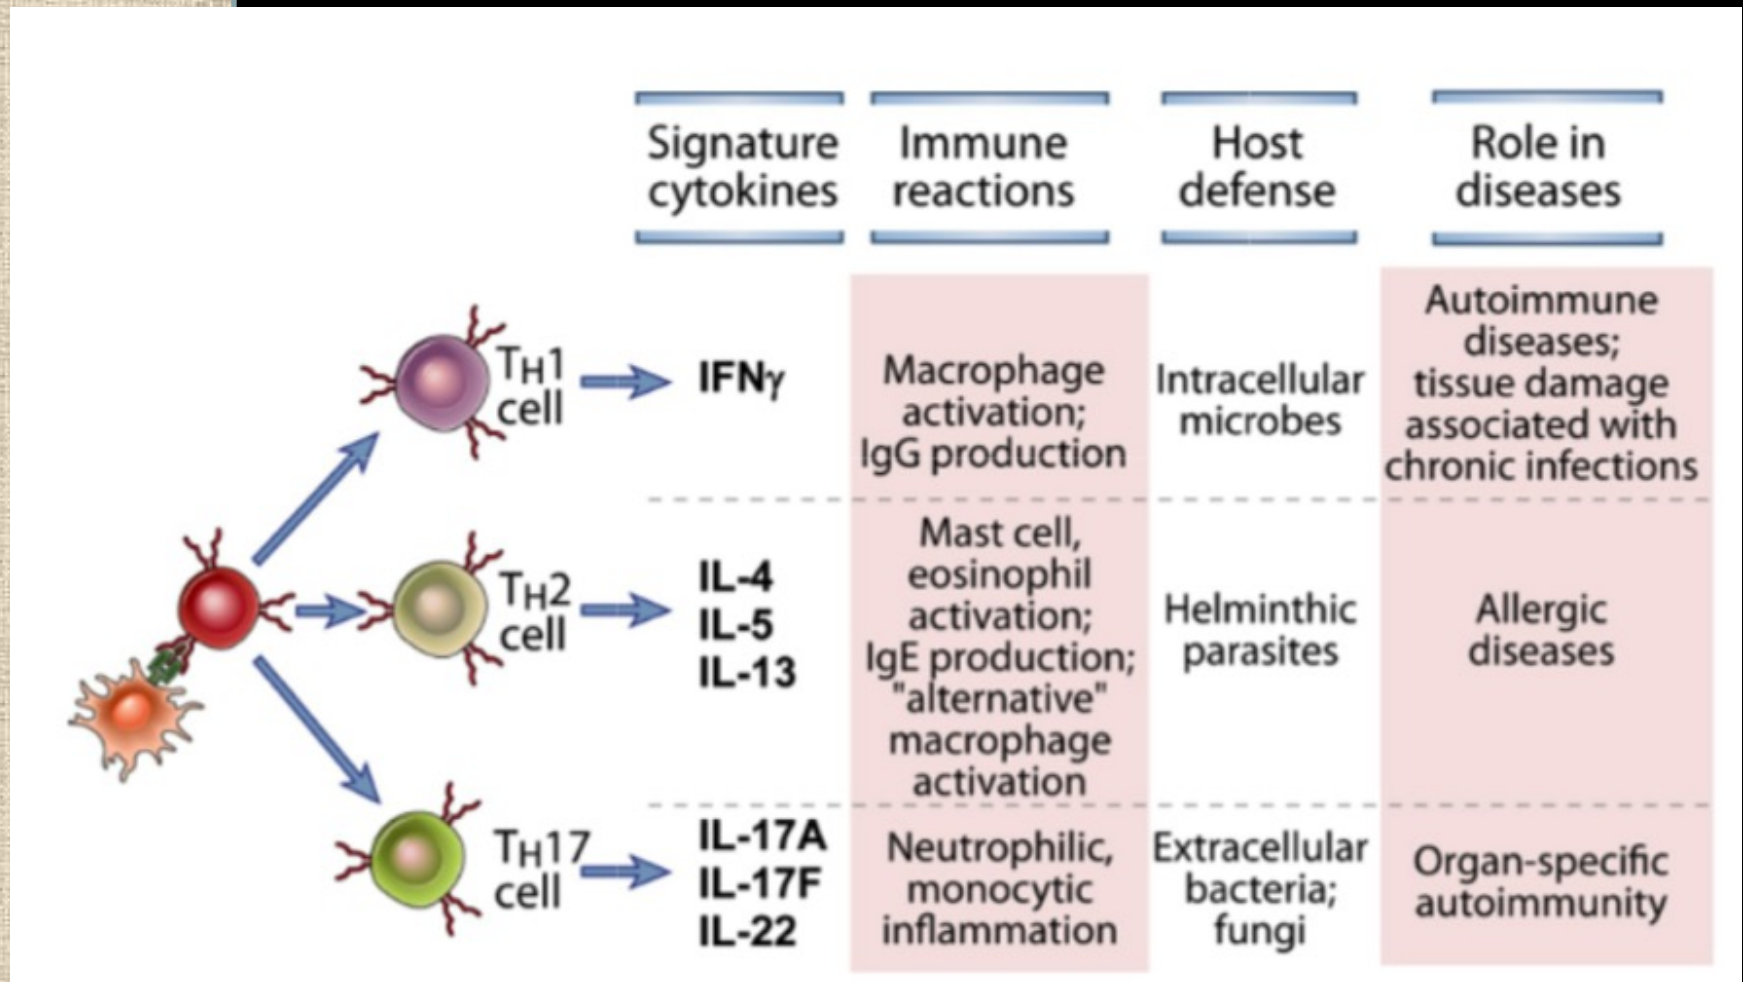 Signature
cytokines
Immune
reactions
Host
defense
Role in
diseases
TH1
cell
IFNγ
Macrophage
activation;
IgG production
Intracellular
microbes
Autoimmune
diseases;
tissue damage
associated with
chronic infections
TH2
cell
IL-4
IL-5
IL-13
Mast cell,
eosinophil
activation;
IgE production;
"alternative"
macrophage
activation
Helminthic
parasites
Allergic
diseases
TH17
cell
IL-17A
IL-17F
IL-22
Neutrophilic,
monocytic
inflammation
Extracellular
bacteria;
fungi
Organ-specific
autoimmunity